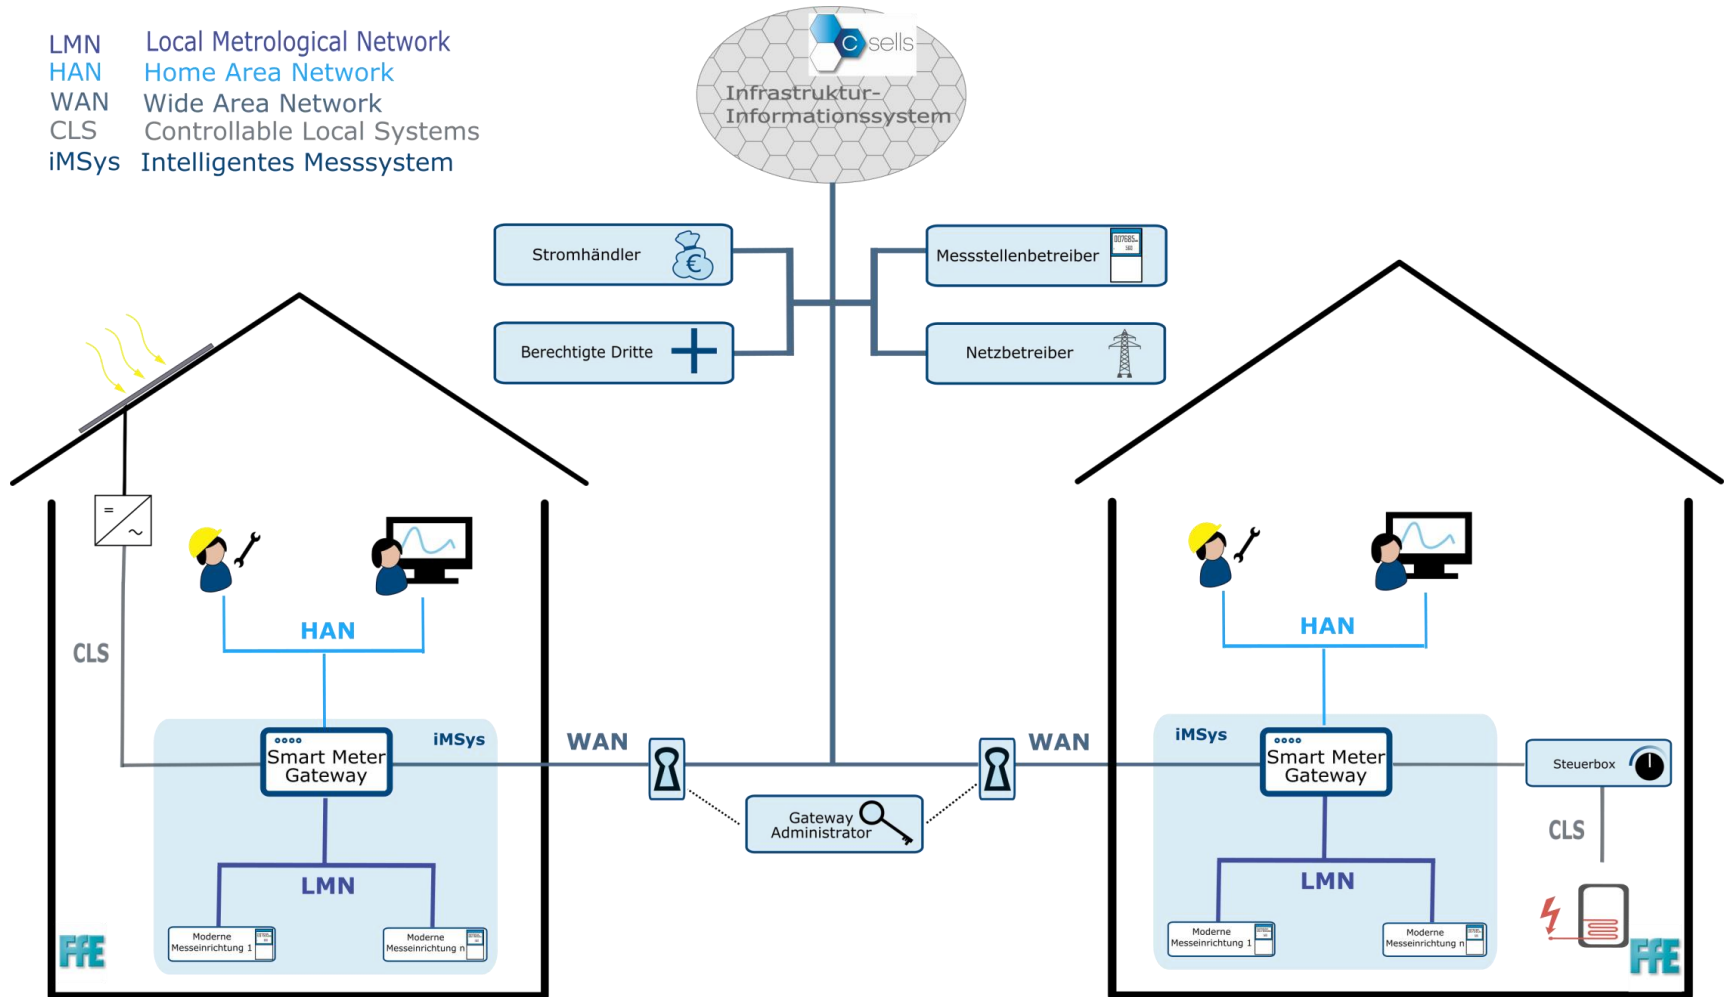 LMN Local Metrological Network
HAN Home Area Network
WAN Wide Area Network
CLS Controllable Local Systems
iMSys Intelligentes Messsystem
C sells
Infrastruktur-
Informationssystem
Stromhändler
€
Messstellenbetreiber
Berechtigte Dritte
Netzbetreiber
HAN
CLS
iMSys
Smart Meter
Gateway
WAN
LMN
Moderne
Messeinrichtung 1
Moderne
Messeinrichtung n
FfE
Gateway
Administrator
WAN
HAN
iMSys
Smart Meter
Gateway
Steuerbox
CLS
LMN
Moderne
Messeinrichtung 1
Moderne
Messeinrichtung n
FfE